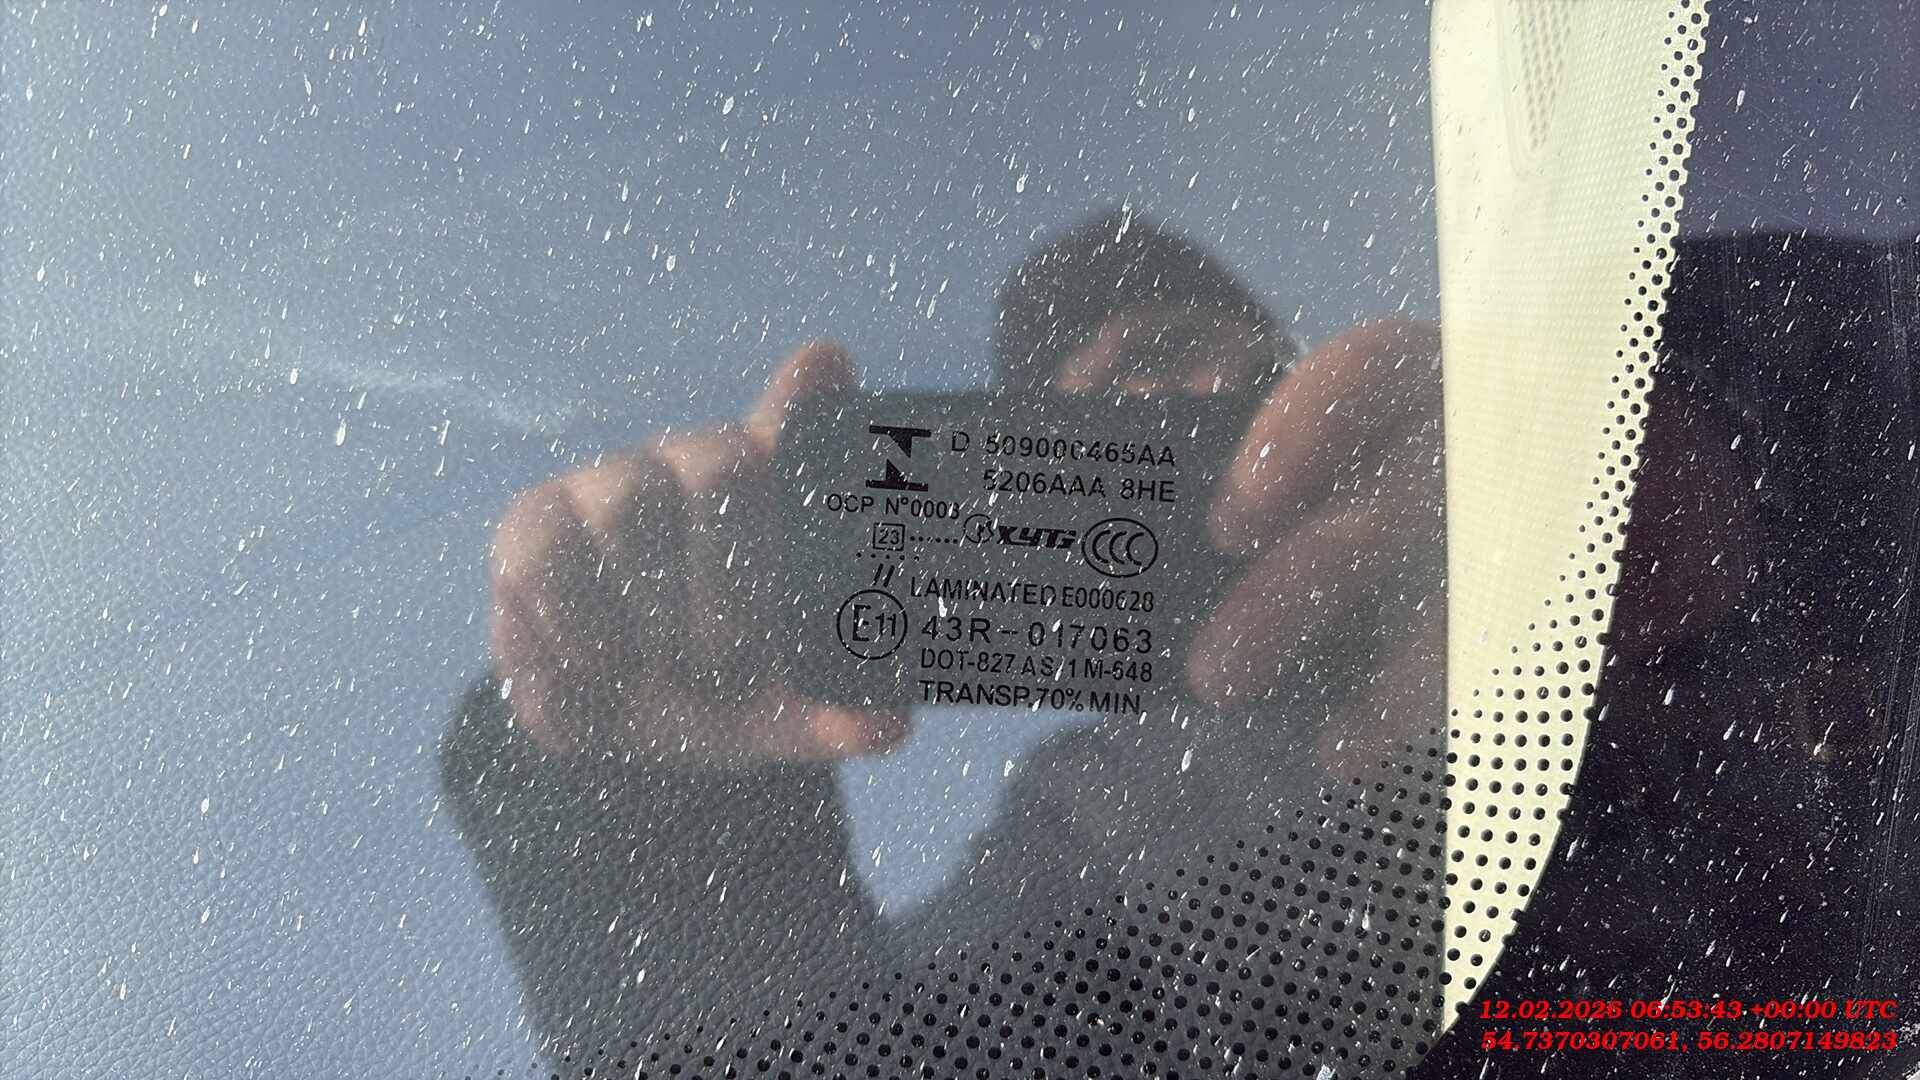 D 509000465AA
5206AAA 8HE
OCP N°0003
23 ...... XYG CCC
.....
//
LAMINATED E000628
E11 43R-017063
DOT-827 AS 1 M-648
TRANSP.70% MIN
12.02.2026 06:53:43 +00:00 UTC
54.7370307061, 56.2807149823